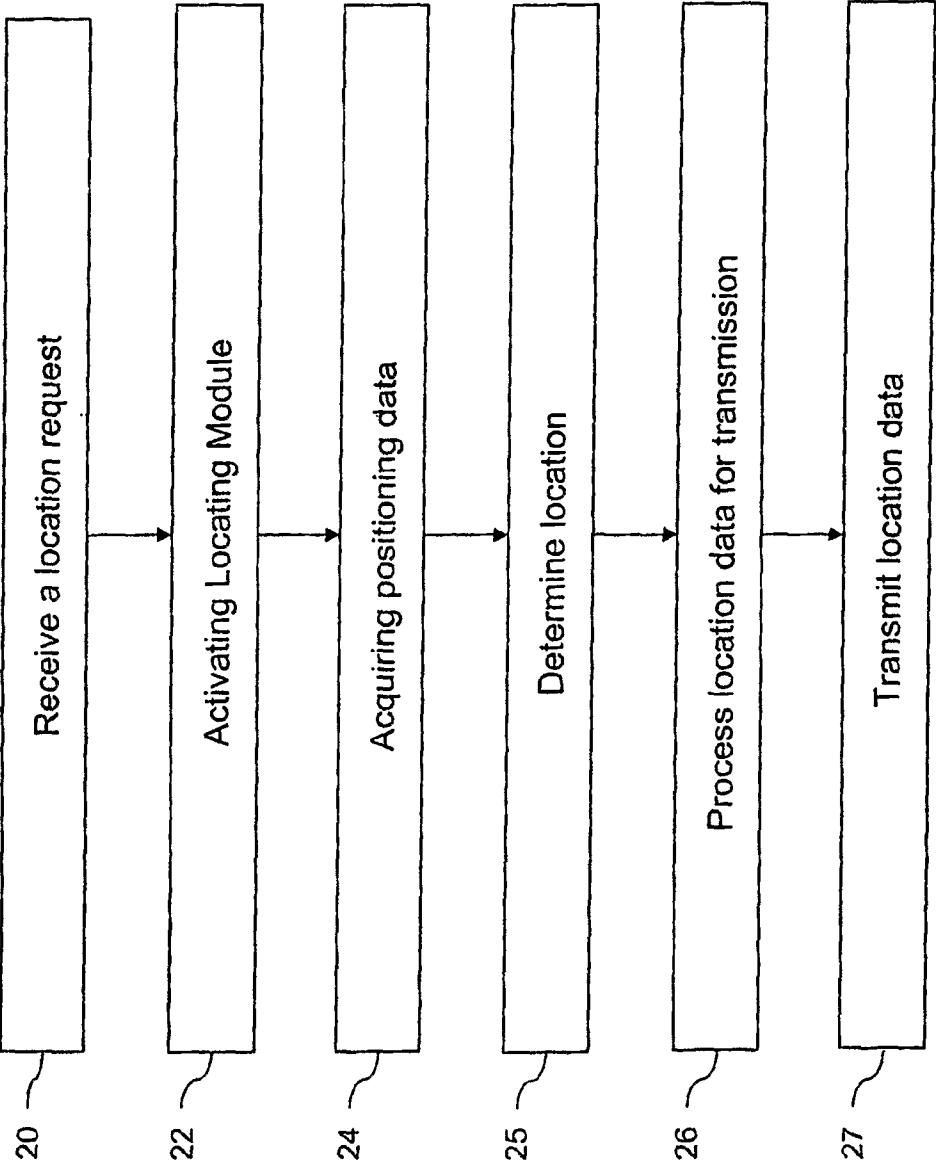 20
Receive a location request
22
Activating Locating Module
24
Acquiring positioning data
25
Determine location
26
Process location data for transmission
27
Transmit location data